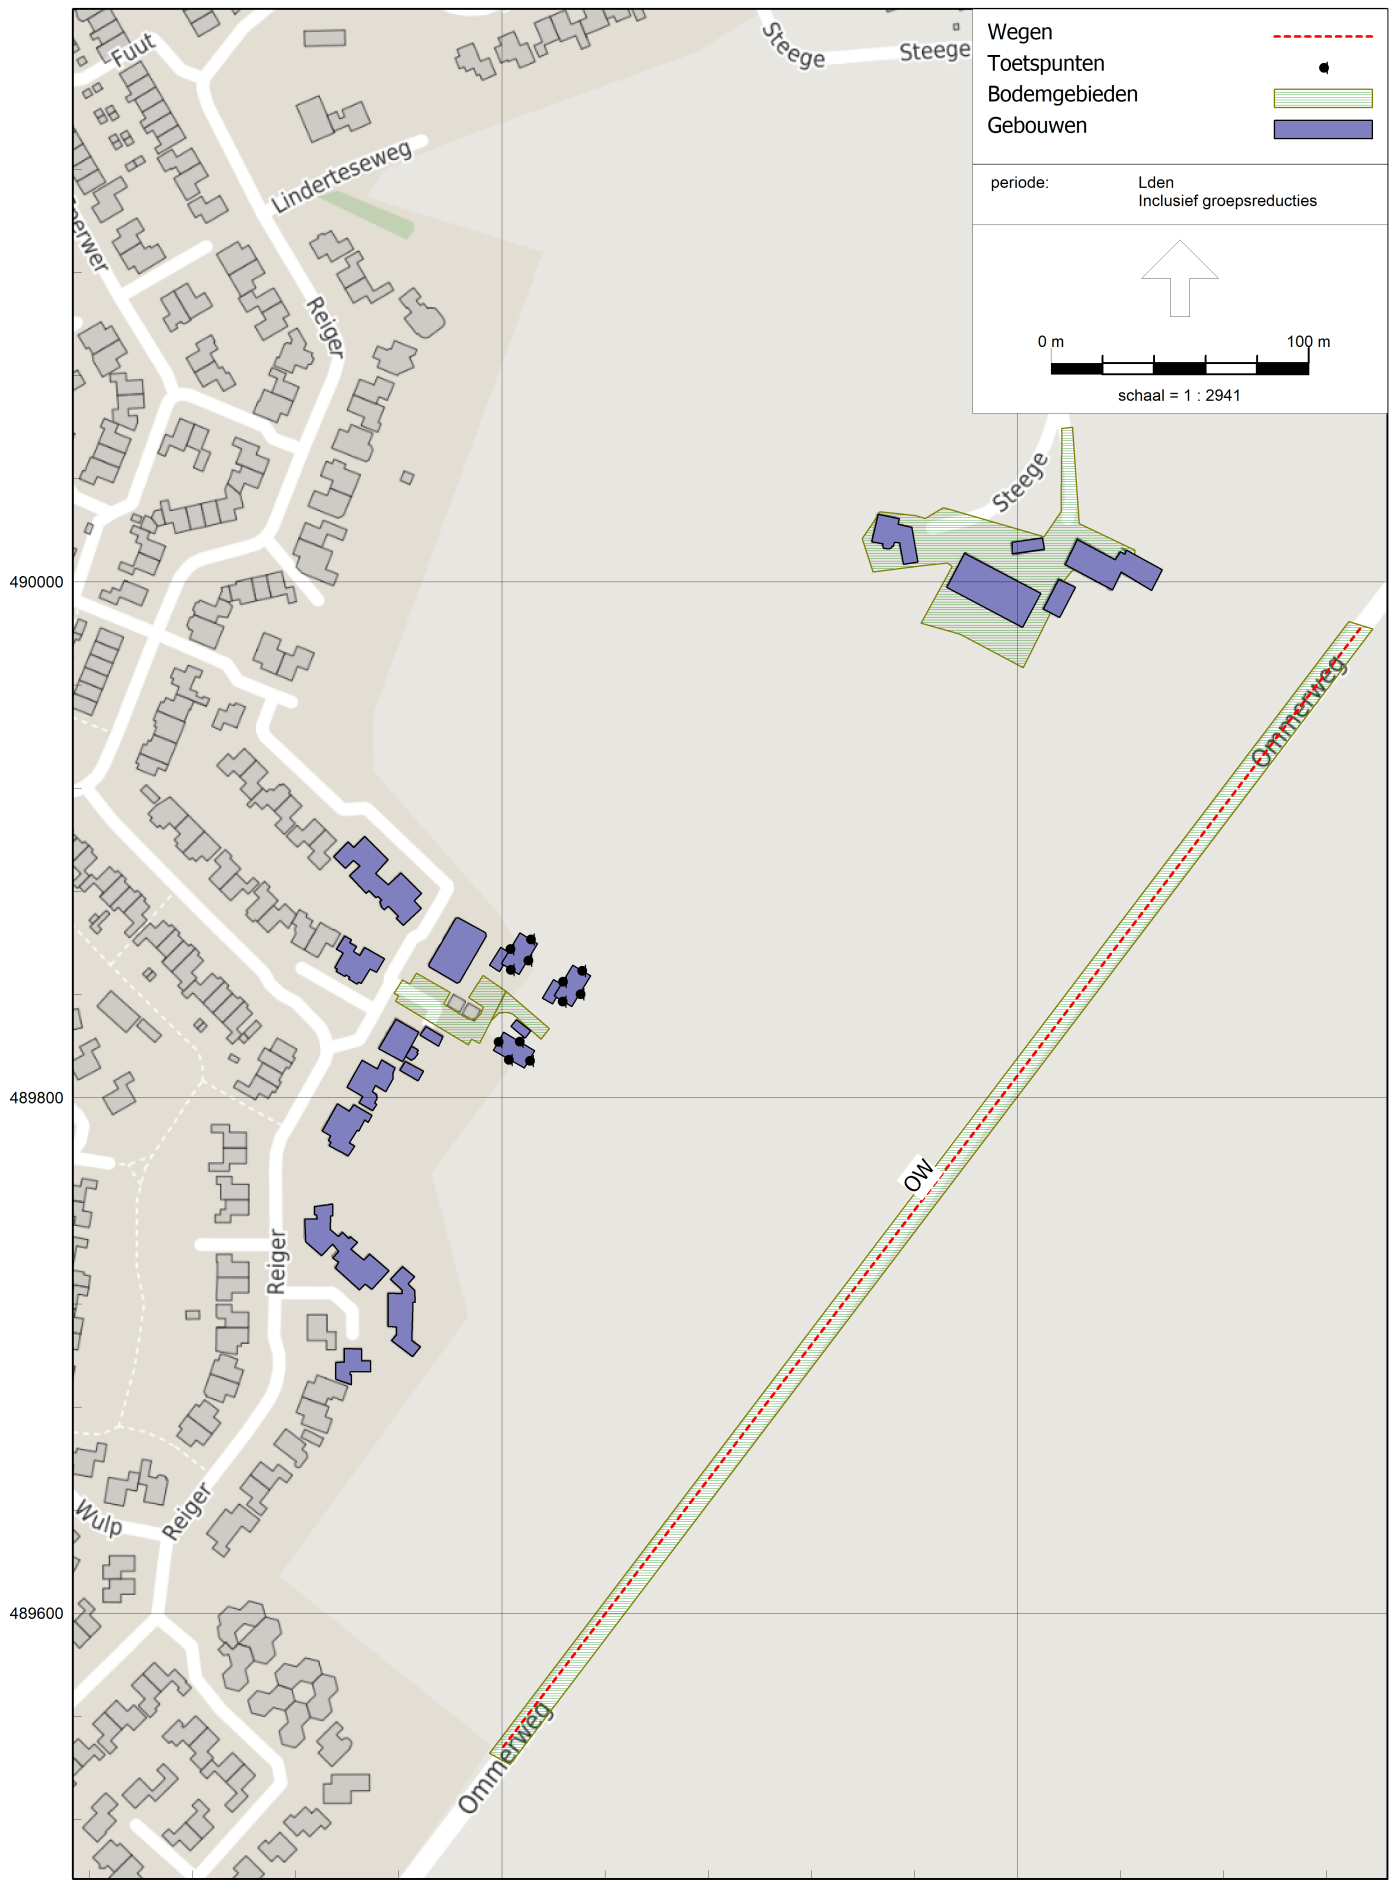 Fuut
Steege
Steege
Wegen
Toetspunten
Bodemgebieden
Gebouwen
periode:
Lden
Inclusief groepsreducties
Linderteseweg
Reiger
0 m
100 m
schaal = 1 : 2941
Steege
490000
Ommerweg
489800
OW
Reiger
Reiger
Wulp
489600
Ommerweg